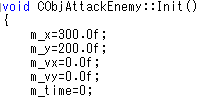 void CObjAttackEnemy::Init()
{
m_x=300.0f;
m_y=200.0f;
m_vx=0.0f;
m_vy=0.0f;
m_time=0;